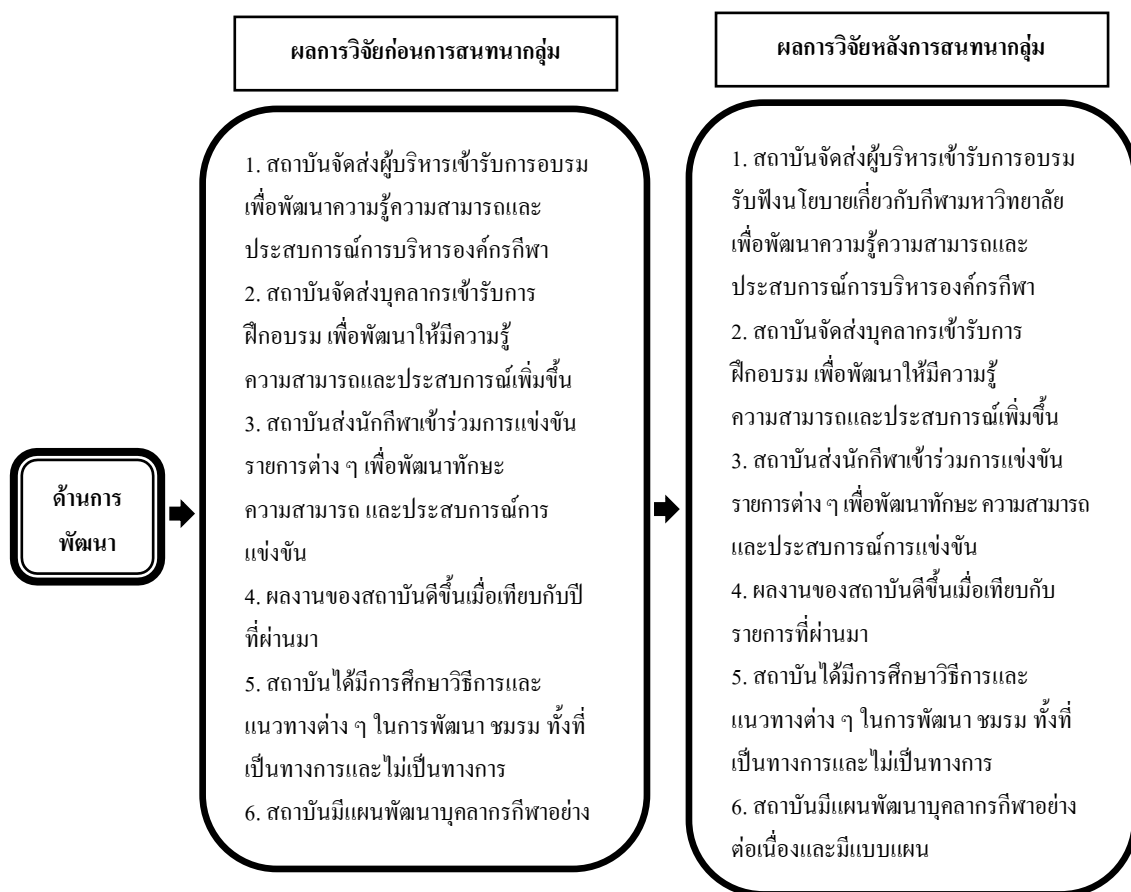 ผลการวิจัยก่อนการสนทนากลุ่ม
ผลการวิจัยหลังการสนทนากลุ่ม
ด้านการ
พัฒนา
1. สถาบันจัดส่งผู้บริหารเข้ารับการอบรม
เพื่อพัฒนาความรู้ความสามารถและ
ประสบการณ์การบริหารองค์กรกีฬา
2. สถาบันจัดส่งบุคลากรเข้ารับการ
ฝึกอบรม เพื่อพัฒนาให้มีความรู้
ความสามารถและประสบการณ์เพิ่มขึ้น
3. สถาบันส่งนักกีฬาเข้าร่วมการแข่งขัน
รายการต่าง ๆ เพื่อพัฒนาทักษะ
ความสามารถ และประสบการณ์การ
แข่งขัน
4. ผลงานของสถาบันดีขึ้นเมื่อเทียบกับปี
ที่ผ่านมา
5. สถาบันได้มีการศึกษาวิธีการและ
แนวทางต่าง ๆ ในการพัฒนา ชมรม ทั้งที่
เป็นทางการและไม่เป็นทางการ
6. สถาบันมีแผนพัฒนาบุคลากรกีฬาอย่าง
1. สถาบันจัดส่งผู้บริหารเข้ารับการอบรม
รับฟังนโยบายเกี่ยวกับกีฬามหาวิทยาลัย
เพื่อพัฒนาความรู้ความสามารถและ
ประสบการณ์การบริหารองค์กรกีฬา
2. สถาบันจัดส่งบุคลากรเข้ารับการ
ฝึกอบรม เพื่อพัฒนาให้มีความรู้
ความสามารถและประสบการณ์เพิ่มขึ้น
3. สถาบันส่งนักกีฬาเข้าร่วมการแข่งขัน
รายการต่าง ๆ เพื่อพัฒนาทักษะ ความสามารถ
และประสบการณ์การแข่งขัน
4. ผลงานของสถาบันดีขึ้นเมื่อเทียบกับ
รายการที่ผ่านมา
5. สถาบันได้มีการศึกษาวิธีการและ
แนวทางต่าง ๆ ในการพัฒนา ชมรม ทั้งที่
เป็นทางการและไม่เป็นทางการ
6. สถาบันมีแผนพัฒนาบุคลากรกีฬาอย่าง
ต่อเนื่องและมีแบบแผน